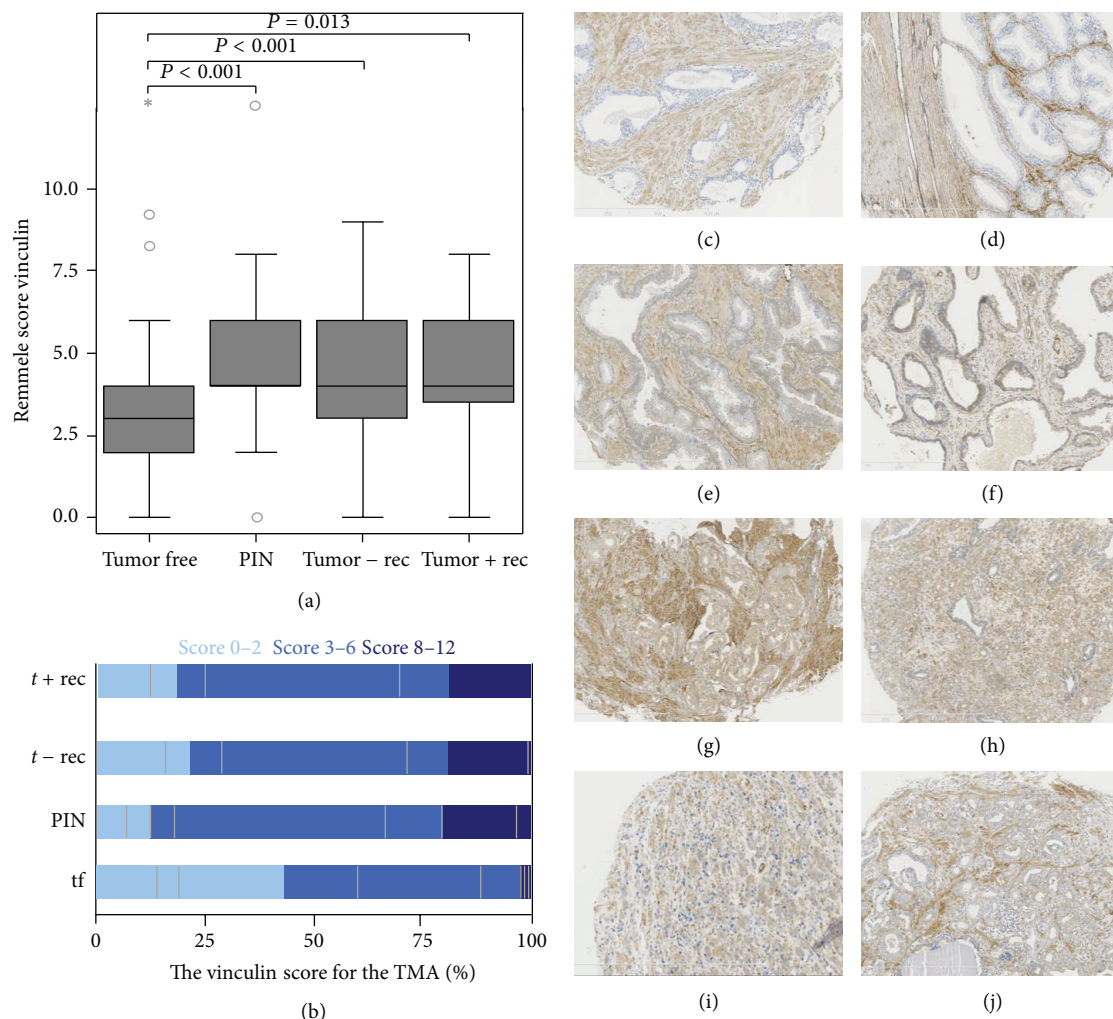 P = 0.013
P < 0.001
P < 0.001
*
Remmele score vinculin
10.0
7.5
5.0
2.5
0.0
Tumor free PIN Tumor − rec Tumor + rec
(a)
Score 0–2 Score 3–6 Score 8–12
t + rec
t − rec
PIN
tf
0 25 50 75 100
The vinculin score for the TMA (%)
(b)
(c) (d)
(e) (f)
(g) (h)
(i) (j)